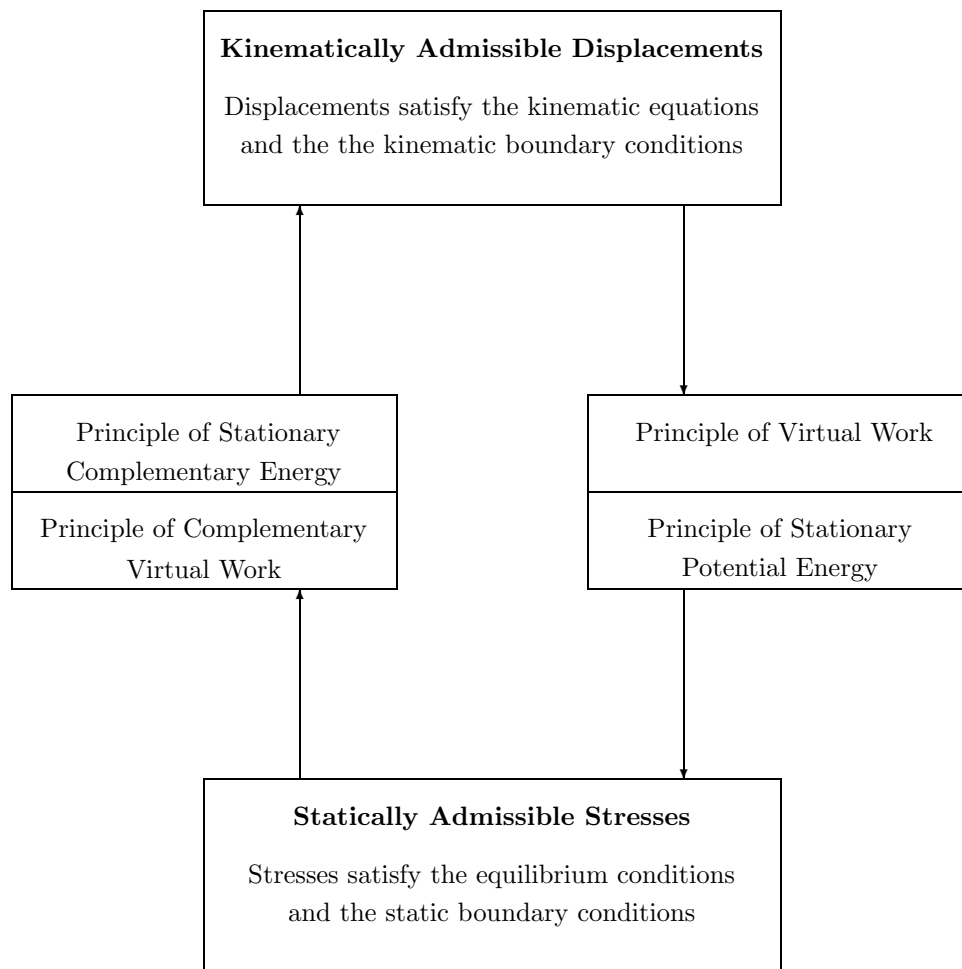 Kinematically Admissible Displacements
Displacements satisfy the kinematic equations
and the the kinematic boundary conditions
Principle of Stationary
Complementary Energy
Principle of Complementary
Virtual Work
Principle of Virtual Work
Principle of Stationary
Potential Energy
Statically Admissible Stresses
Stresses satisfy the equilibrium conditions
and the static boundary conditions